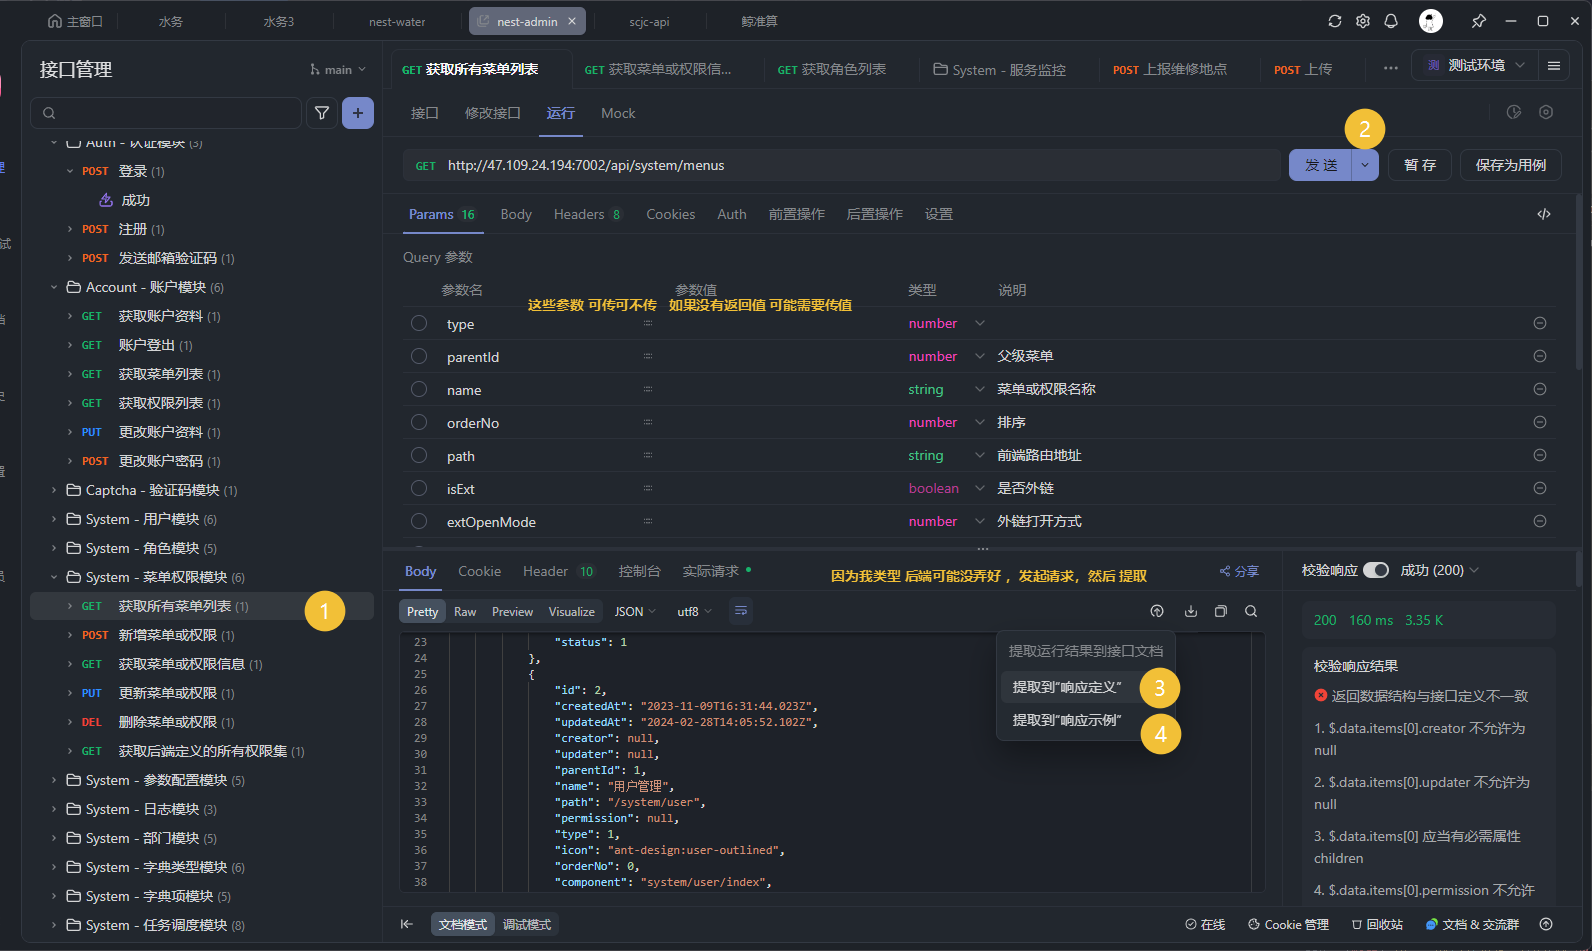 主窗口
水务
水务3
nest-water
nest-admin
scjc-api
鲸准算
接口管理
main
Auth - 认证模块 (3)
POST 登录 (1)
成功
POST 注册 (1)
POST 发送邮箱验证码 (1)
Account - 账户模块 (6)
GET 获取账户资料 (1)
GET 账户登出 (1)
GET 获取菜单列表 (1)
GET 获取权限列表 (1)
PUT 更改账户资料 (1)
POST 更改账户密码 (1)
Captcha - 验证码模块 (1)
System - 用户模块 (6)
System - 角色模块 (5)
System - 菜单权限模块 (6)
GET 获取所有菜单列表 (1)
1
POST 新增菜单或权限 (1)
GET 获取菜单或权限信息 (1)
PUT 更新菜单或权限 (1)
DEL 删除菜单或权限 (1)
GET 获取后端定义的所有权限集 (1)
System - 参数配置模块 (5)
System - 日志模块 (3)
System - 部门模块 (5)
System - 字典类型模块 (6)
System - 字典项模块 (5)
System - 任务调度模块 (8)
GET 获取所有菜单列表
GET 获取菜单或权限信...
GET 获取角色列表
System - 服务监控
POST 上报维修地点
POST 上传
测 测试环境
接口 修改接口 运行 Mock
2
GET http://47.109.24.194:7002/api/system/menus
发 送
暂 存
保存为用例
Params 16 Body Headers 8 Cookies Auth 前置操作 后置操作 设置
Query 参数
参数名 参数值 类型 说明
这些参数 可传可不传 如果没有返回值 可能需要传值
type number
parentId number 父级菜单
name string 菜单或权限名称
orderNo number 排序
path string 前端路由地址
isExt boolean 是否外链
extOpenMode number 外链打开方式
Body Cookie Header 10 控制台 实际请求
因为我类型 后端可能没弄好 ，发起请求，然后 提取
分享
Pretty Raw Preview Visualize JSON utf8
提取运行结果到接口文档
提取到“响应定义” 3
提取到“响应示例” 4
23 "status": 1
24 },
25 {
26 "id": 2,
27 "createdAt": "2023-11-09T16:31:44.023Z",
28 "updatedAt": "2024-02-28T14:05:52.102Z",
29 "creator": null,
30 "updater": null,
31 "parentId": 1,
32 "name": "用户管理",
33 "path": "/system/user",
34 "permission": null,
35 "type": 1,
36 "icon": "ant-design:user-outlined",
37 "orderNo": 0,
38 "component": "system/user/index",
校验响应 成功 (200)
200 160 ms 3.35 K
校验响应结果
返回数据结构与接口定义不一致
1. $.data.items[0].creator 不允许为
null
2. $.data.items[0].updater 不允许为
null
3. $.data.items[0] 应当有必需属性
children
4. $.data.items[0].permission 不允许
文档模式 调试模式
在线 Cookie 管理 回收站 文档 & 交流群